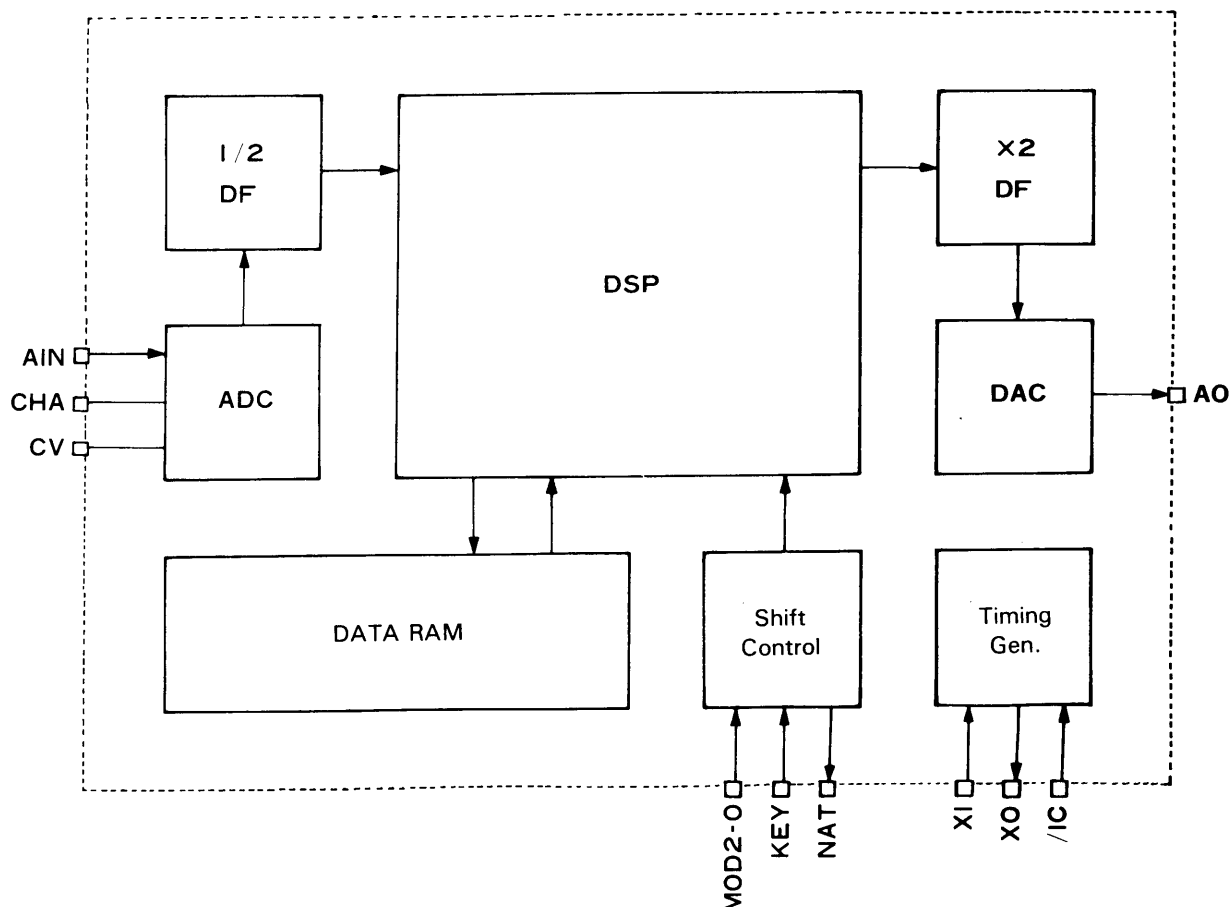 1/2
DF
DSP
×2
DF
AIN
CHA
CV
ADC
DAC
AO
DATA RAM
Shift
Control
Timing
Gen.
MOD2-0
KEY
NAT
XI
XO
/IC